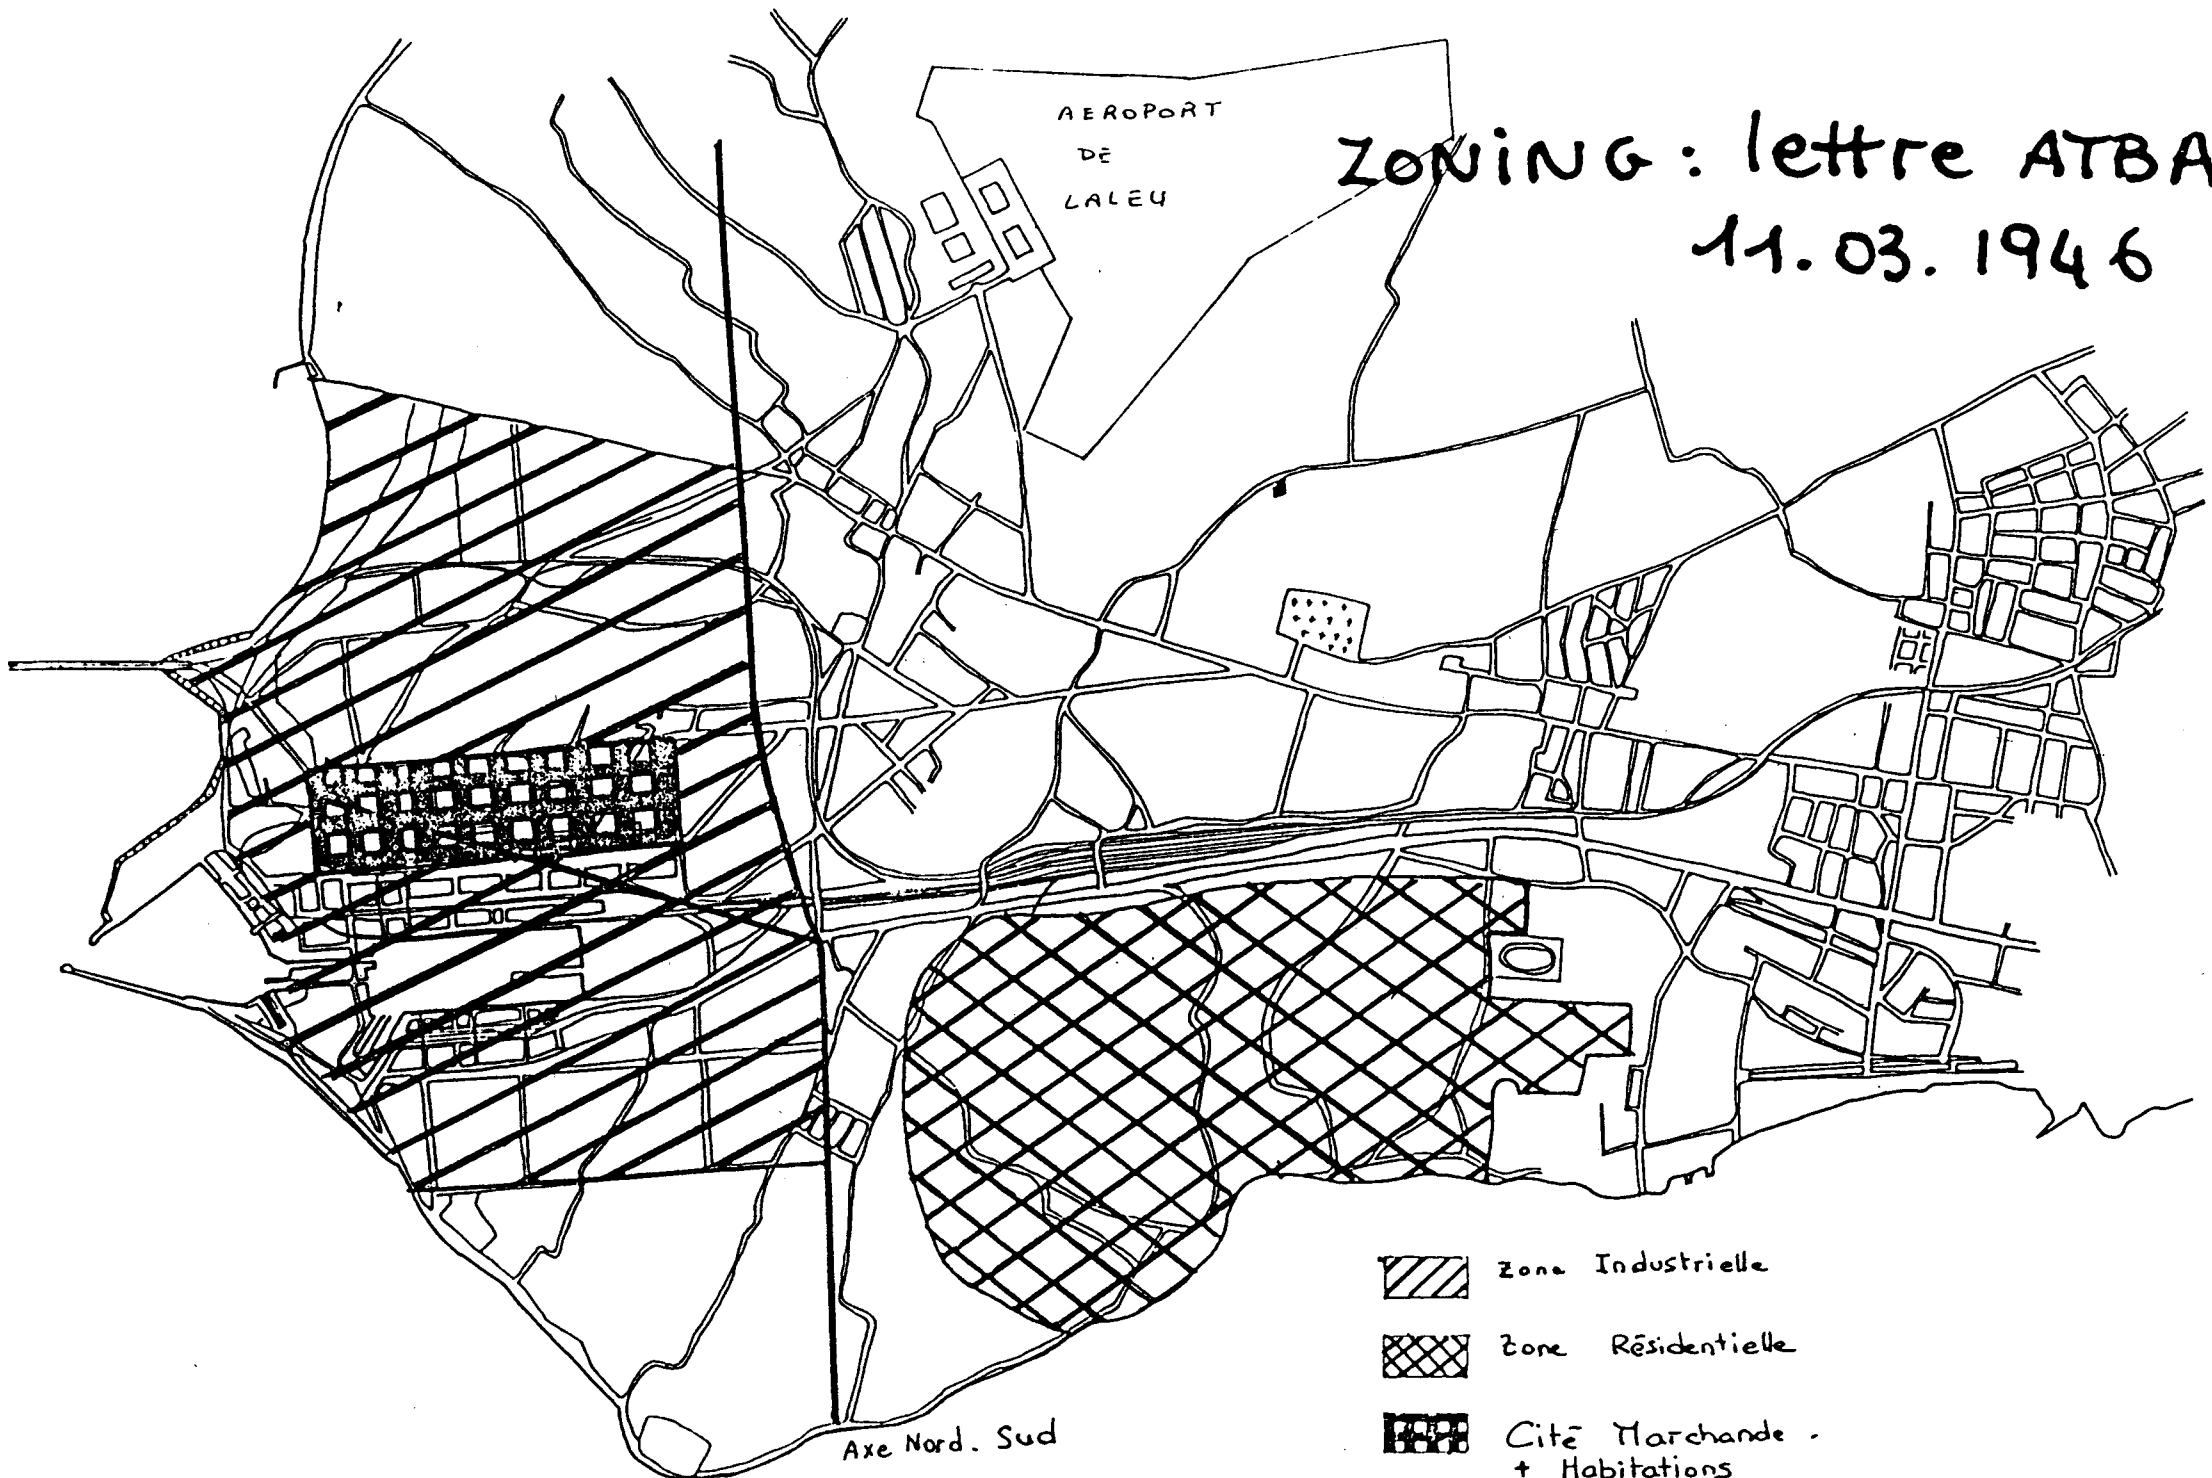 AEROPORT
DE
LALEU
ZONING : lettre ATBA
11.03.1946
Zone Industrielle
Zone Résidentielle
Cité Marchande .
+ Habitations
Axe Nord. Sud